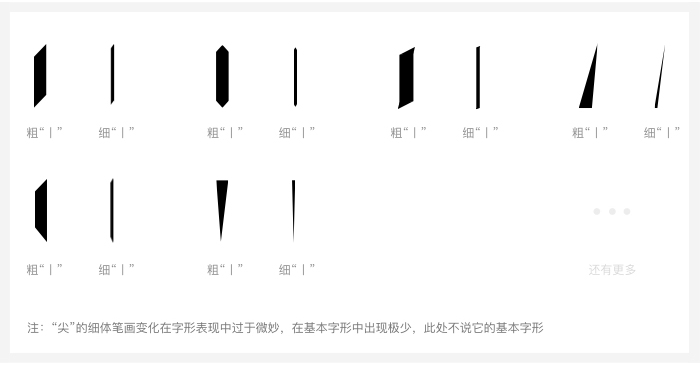 粗“丨” 细“丨” 粗“丨” 细“丨” 粗“丨” 细“丨” 粗“丨” 细“丨”
粗“丨” 细“丨” 粗“丨” 细“丨” 还有更多
注：“尖”的细体笔画变化在字形表现中过于微妙，在基本字形中出现极少，此处不说它的基本字形